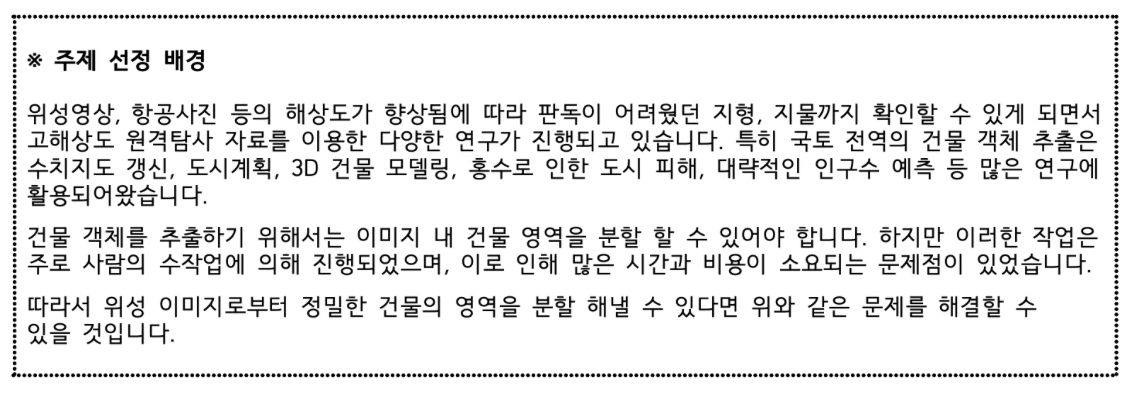 ※ 주제 선정 배경
위성영상, 항공사진 등의 해상도가 향상됨에 따라 판독이 어려웠던 지형, 지물까지 확인할 수 있게 되면서
고해상도 원격탐사 자료를 이용한 다양한 연구가 진행되고 있습니다. 특히 국토 전역의 건물 객체 추출은
수치지도 갱신, 도시계획, 3D 건물 모델링, 홍수로 인한 도시 피해, 대략적인 인구수 예측 등 많은 연구에
활용되어왔습니다.
건물 객체를 추출하기 위해서는 이미지 내 건물 영역을 분할 할 수 있어야 합니다. 하지만 이러한 작업은
주로 사람의 수작업에 의해 진행되었으며, 이로 인해 많은 시간과 비용이 소요되는 문제점이 있었습니다.
따라서 위성 이미지로부터 정밀한 건물의 영역을 분할 해낼 수 있다면 위와 같은 문제를 해결할 수
있을 것입니다.